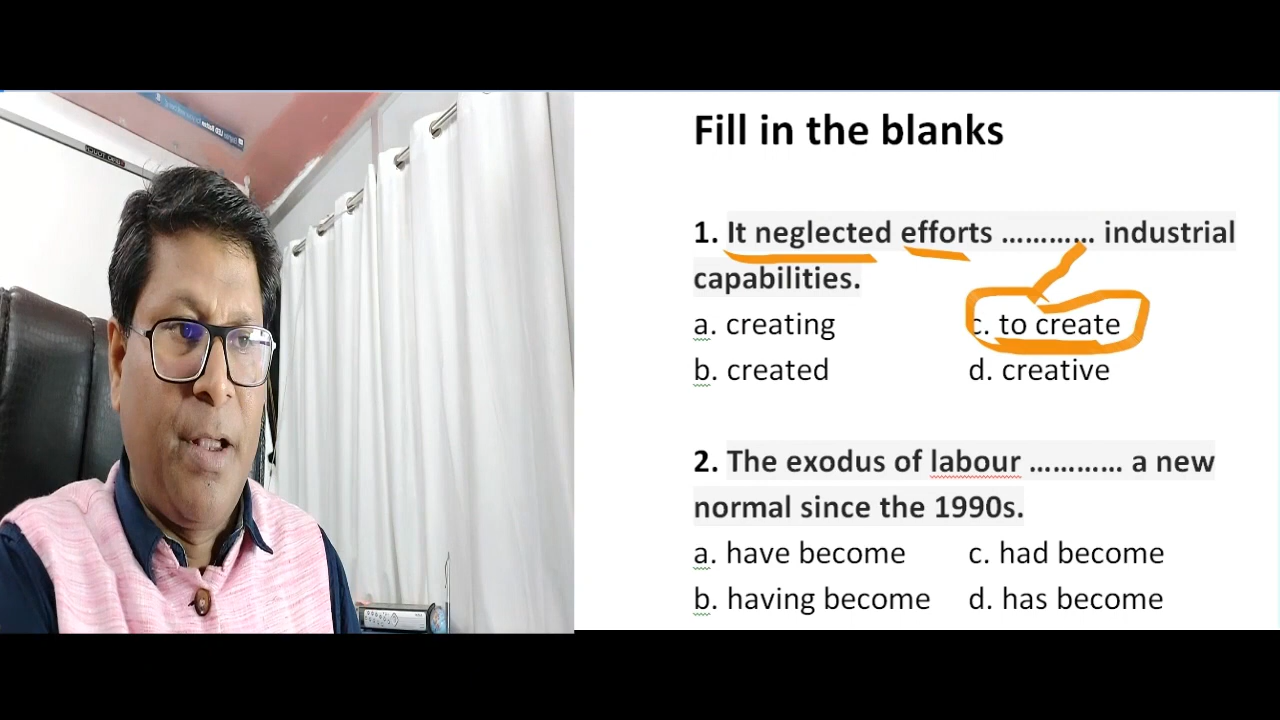 Fill in the blanks
1. It neglected efforts ………… industrial
capabilities.
a. creating c. to create
b. created d. creative
2. The exodus of labour ………… a new
normal since the 1990s.
a. have become c. had become
b. having become d. has become